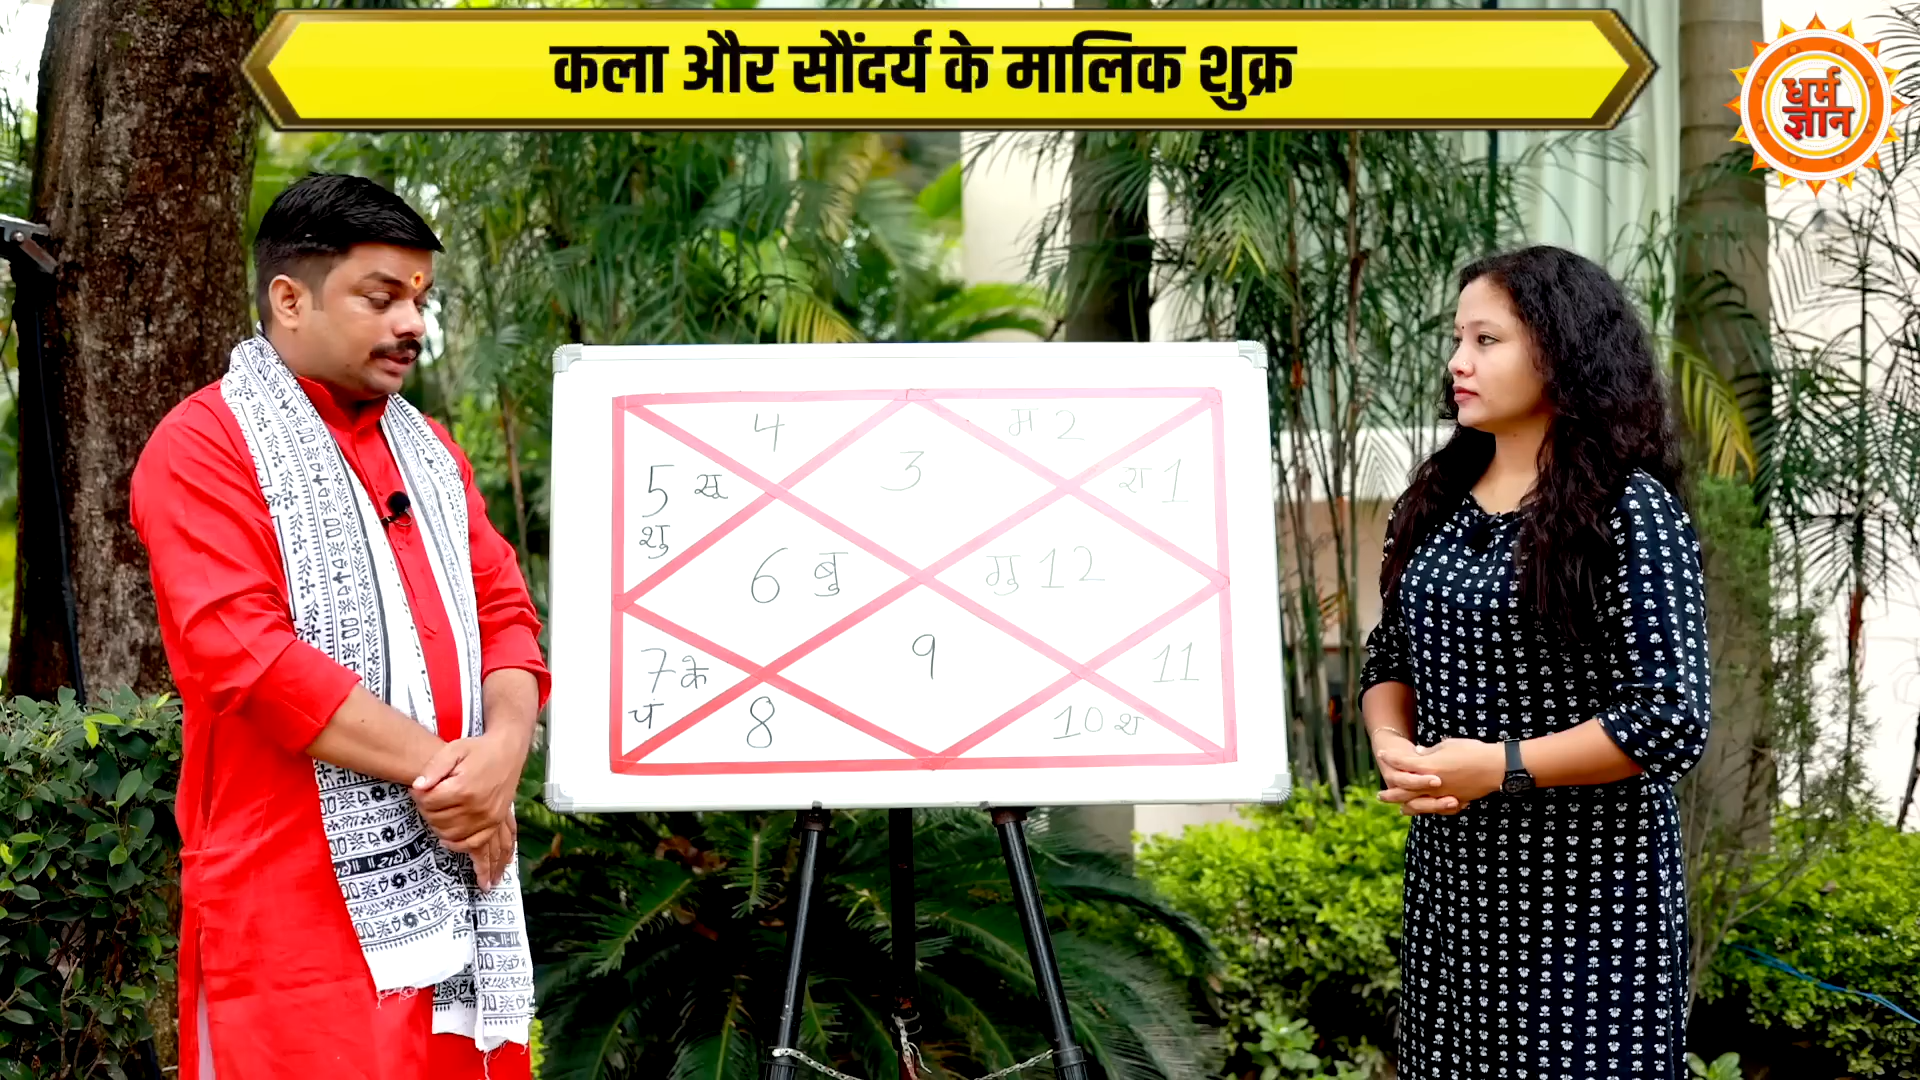 कला और सौंदर्य के मालिक शुक्र
धर्म
ज्ञान
4
म 2
3
5 सू
शु
रा 1
6 बु
गु 12
9
7 के
चं
11
8
10 श